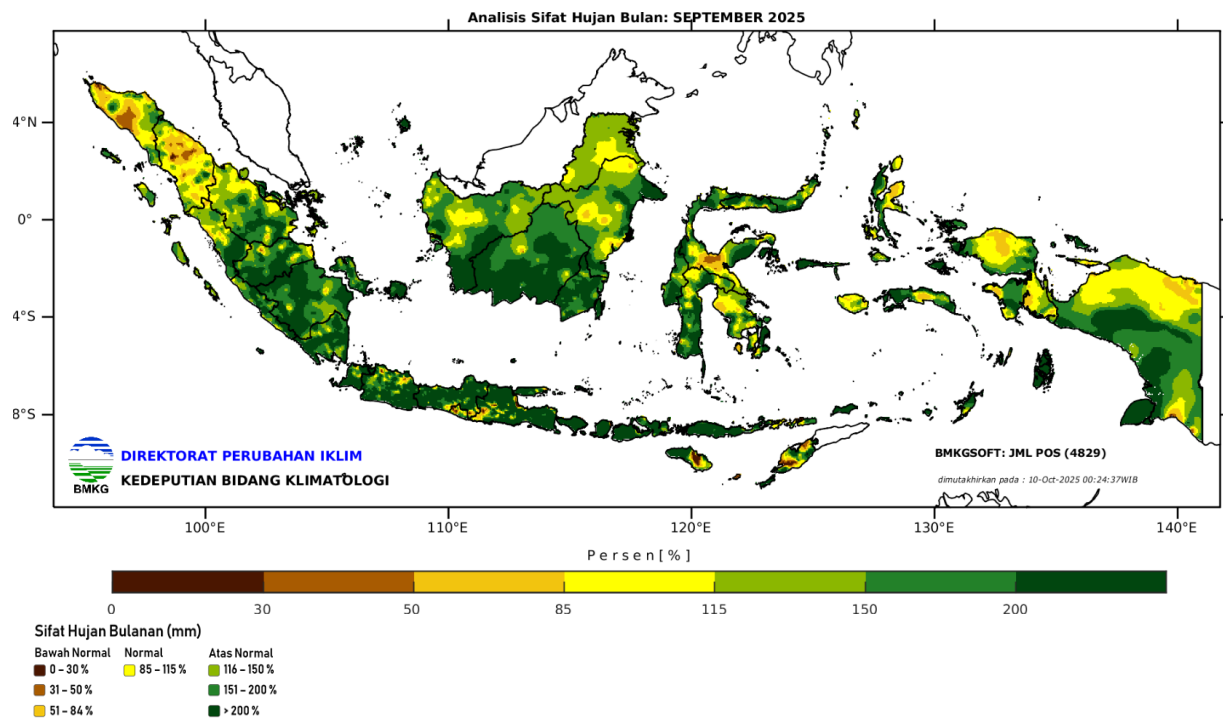 Analisis Sifat Hujan Bulan: SEPTEMBER 2025
4°N
0°
4°S
8°S
DIREKTORAT PERUBAHAN IKLIM
KEDEPUTIAN BIDANG KLIMATOLOGI
BMKG
BMKGSOFT: JML POS (4829)
dimutakhirkan pada : 10-Oct-2025 00:24:37WIB
100°E 110°E 120°E 130°E 140°E
Persen[%]
0 30 50 85 115 150 200
Sifat Hujan Bulanan (mm)
Bawah Normal Normal Atas Normal
0 – 30 % 85 – 115 % 116 – 150 %
31 – 50 % 151 – 200 %
51 – 84 % > 200 %